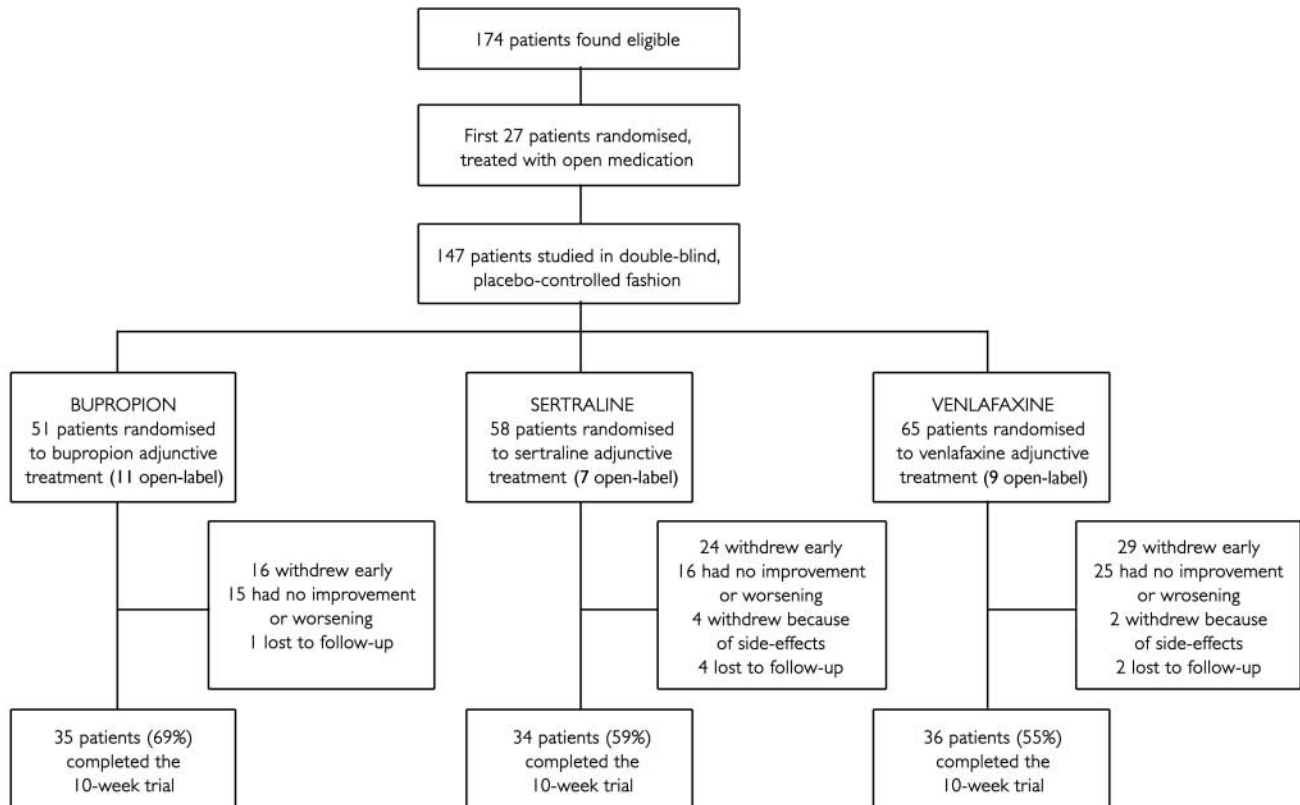 174 patients found eligible
First 27 patients randomised,
treated with open medication
147 patients studied in double-blind,
placebo-controlled fashion
BUPROPION
51 patients randomised
to bupropion adjunctive
treatment (11 open-label)
SERTRALINE
58 patients randomised
to sertraline adjunctive
treatment (7 open-label)
VENLAFAXINE
65 patients randomised
to venlafaxine adjunctive
treatment (9 open-label)
16 withdrew early
15 had no improvement
or worsening
1 lost to follow-up
24 withdrew early
16 had no improvement
or worsening
4 withdrew because
of side-effects
4 lost to follow-up
29 withdrew early
25 had no improvement
or wrosening
2 withdrew because
of side-effects
2 lost to follow-up
35 patients (69%)
completed the
10-week trial
34 patients (59%)
completed the
10-week trial
36 patients (55%)
completed the
10-week trial